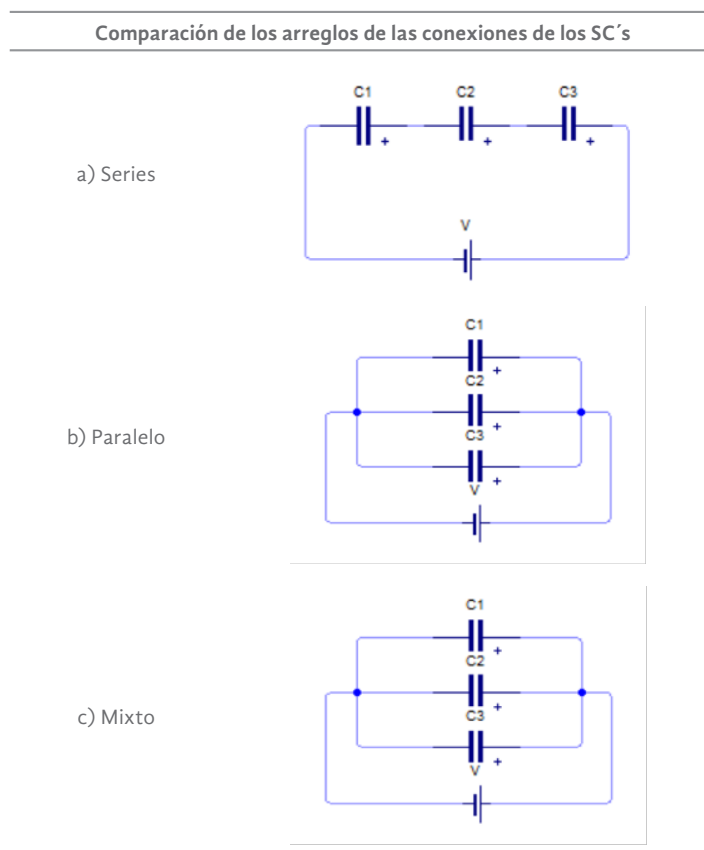 Comparación de los arreglos de las conexiones de los SC´s
C1 C2 C3
+ + +
a) Series
V
C1
+
C2
+
b) Paralelo
C3
+
V
C1
+
C2
+
c) Mixto
C3
+
V